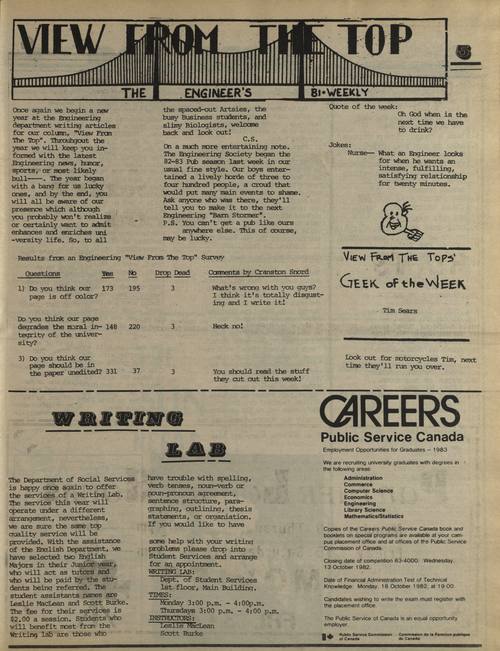 VIEW FROM THE TOP
THE ENGINEER'S BI-WEEKLY
5
Once again we begin a new
year at the Engineering
department writing articles
for our column, "View From
The Top". Throughout the
year we will keep you in-
formed with the latest
Engineering news, humor,
sports, or most likely
bull----. The year began
with a bang for us lucky
ones, and by the end, you
will all be aware of our
presence which although
you probably won't realize
or certainly want to admit
enhances and enriches uni
-versity life. So, to all
the spaced-out Artsies, the
busy Business students, and
slimy Biologists, welcome
back and look out!
C.S.
On a much more entertaining note.
The Engineering Society began the
82-83 Pub season last week in our
usual fine style. Our boys enter-
tained a lively horde of three to
four hundred people, a croud that
would put many main events to shame.
Ask anyone who was there, they'll
tell you to make it to the next
Engineering "Barn Stormer".
P.S. You can't get a pub like ours
anywhere else. This of course,
may be lucky.
Quote of the week:
Oh God when is the
next time we have
to drink?
Jokes:
Nurse-- What an Engineer looks
for when he wants an
intense, fulfilling,
satisfying relationship
for twenty minutes.
VIEW FROM THE TOPS'
GEEK OF the WEEK
Tim Sears
Look out for motorcycles Tim, next
time they'll run you over.
Results from an Engineering "View From The Top" Survey
Questions Yes No Drop Dead Comments by Cranston Snord
1) Do you think our 173 195 3 What's wrong with you guys?
page is off color? I think it's totally disgust-
ing and I write it!
Do you think our page
degrades the moral in- 148 220 3 Heck no!
tegrity of the univer-
sity?
3) Do you think our
page should be in
the paper unedited? 331 37 3 You should read the stuff
they cut out this week!
WRITING
LAB
The Department of Social Services
is happy once again to offer
the services of a Writing Lab.
The service this year will
operate under a different
arrangement, nevertheless,
we are sure the same top
quality service will be
provided. With the assistance
of the English Department, we
have selected two English
Majors in their Junior year,
who will act as tutors and
who will be paid by the stu-
dents being referred. The
student assistants names are
Leslie MacLean and Scott Burke.
The fee for their services is
$2.00 a session. Students who
will benefit most from the
Writing Lab are those who
have trouble with spelling,
verb tenses, noun-verb or
noun-pronoun agreement,
sentence structure, para-
graphing, outlining, thesis
statements, or organisation.
If you would like to have
some help with your writing
problems please drop into
Student Services and arrange
for an appointment.
WRITING LAB:
Dept. of Student Services
1st floor, Main Building.
TIMES:
Monday 3:00 p.m. - 4:00p.m.
Thursdays 3:00 p.m. - 4:00 p.m.
INSTRUCTORS:
Leslie MacLean
Scott Burke
CAREERS
Public Service Canada
Employment Opportunities for Graduates – 1983
We are recruiting university graduates with degrees in
the following areas:
Administration
Commerce
Computer Science
Economics
Engineering
Library Science
Mathematics/Statistics
Copies of the Careers Public Service Canada book and
booklets on special programs are available at your cam-
pus placement office and at offices of the Public Service
Commission of Canada.
Closing date of competition 83-4000: Wednesday,
13 October 1982.
Date of Financial Administration Test of Technical
Knowledge: Monday, 18 October 1982, at 19:00.
Candidates wishing to write the exam must register with
the placement office.
The Public Service of Canada is an equal opportunity
employer.
Public Service Commission Commission de la Fonction publique
of Canada du Canada